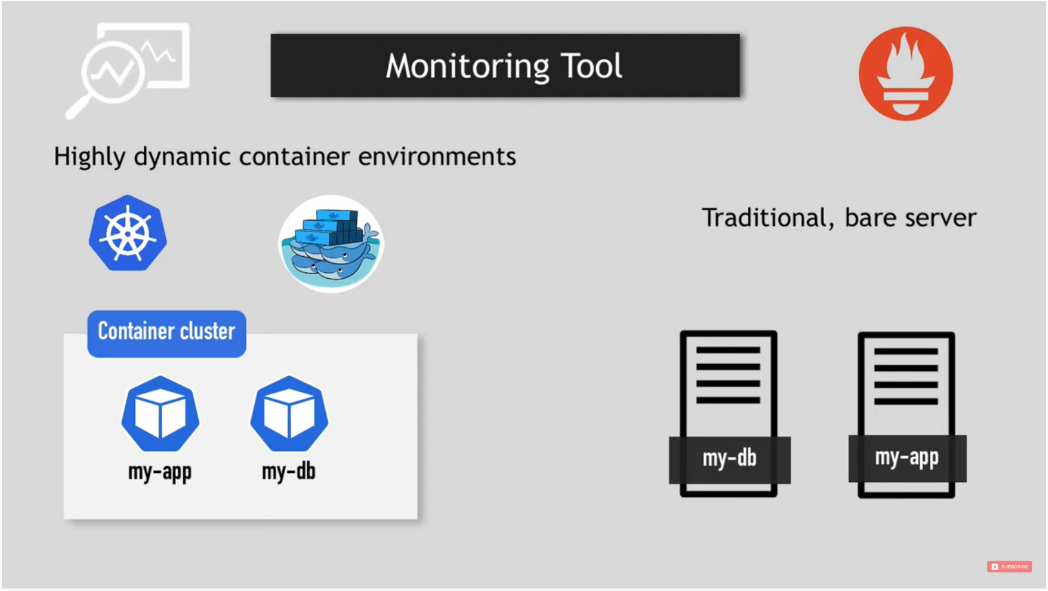 Monitoring Tool
Highly dynamic container environments
Traditional, bare server
Container cluster
my-app
my-db
my-db
my-app
SUBSCRIBE